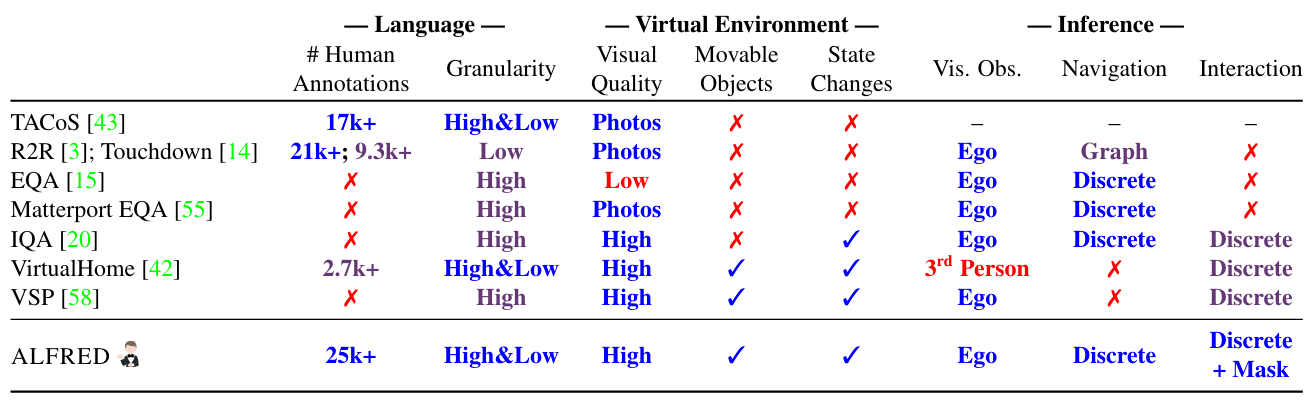 — Language — — Virtual Environment — — Inference —
# Human Annotations Granularity Visual Quality Movable Objects State Changes Vis. Obs. Navigation Interaction
TACoS [43] 17k+ High&Low Photos ✗ ✗ – – –
R2R [3]; Touchdown [14] 21k+; 9.3k+ Low Photos ✗ ✗ Ego Graph ✗
EQA [15] ✗ High Low ✗ ✗ Ego Discrete ✗
Matterport EQA [55] ✗ High Photos ✗ ✗ Ego Discrete ✗
IQA [20] ✗ High High ✗ ✓ Ego Discrete Discrete
VirtualHome [42] 2.7k+ High&Low High ✓ ✓ 3rd Person ✗ Discrete
VSP [58] ✗ High High ✓ ✓ Ego ✗ Discrete
ALFRED 25k+ High&Low High ✓ ✓ Ego Discrete Discrete + Mask